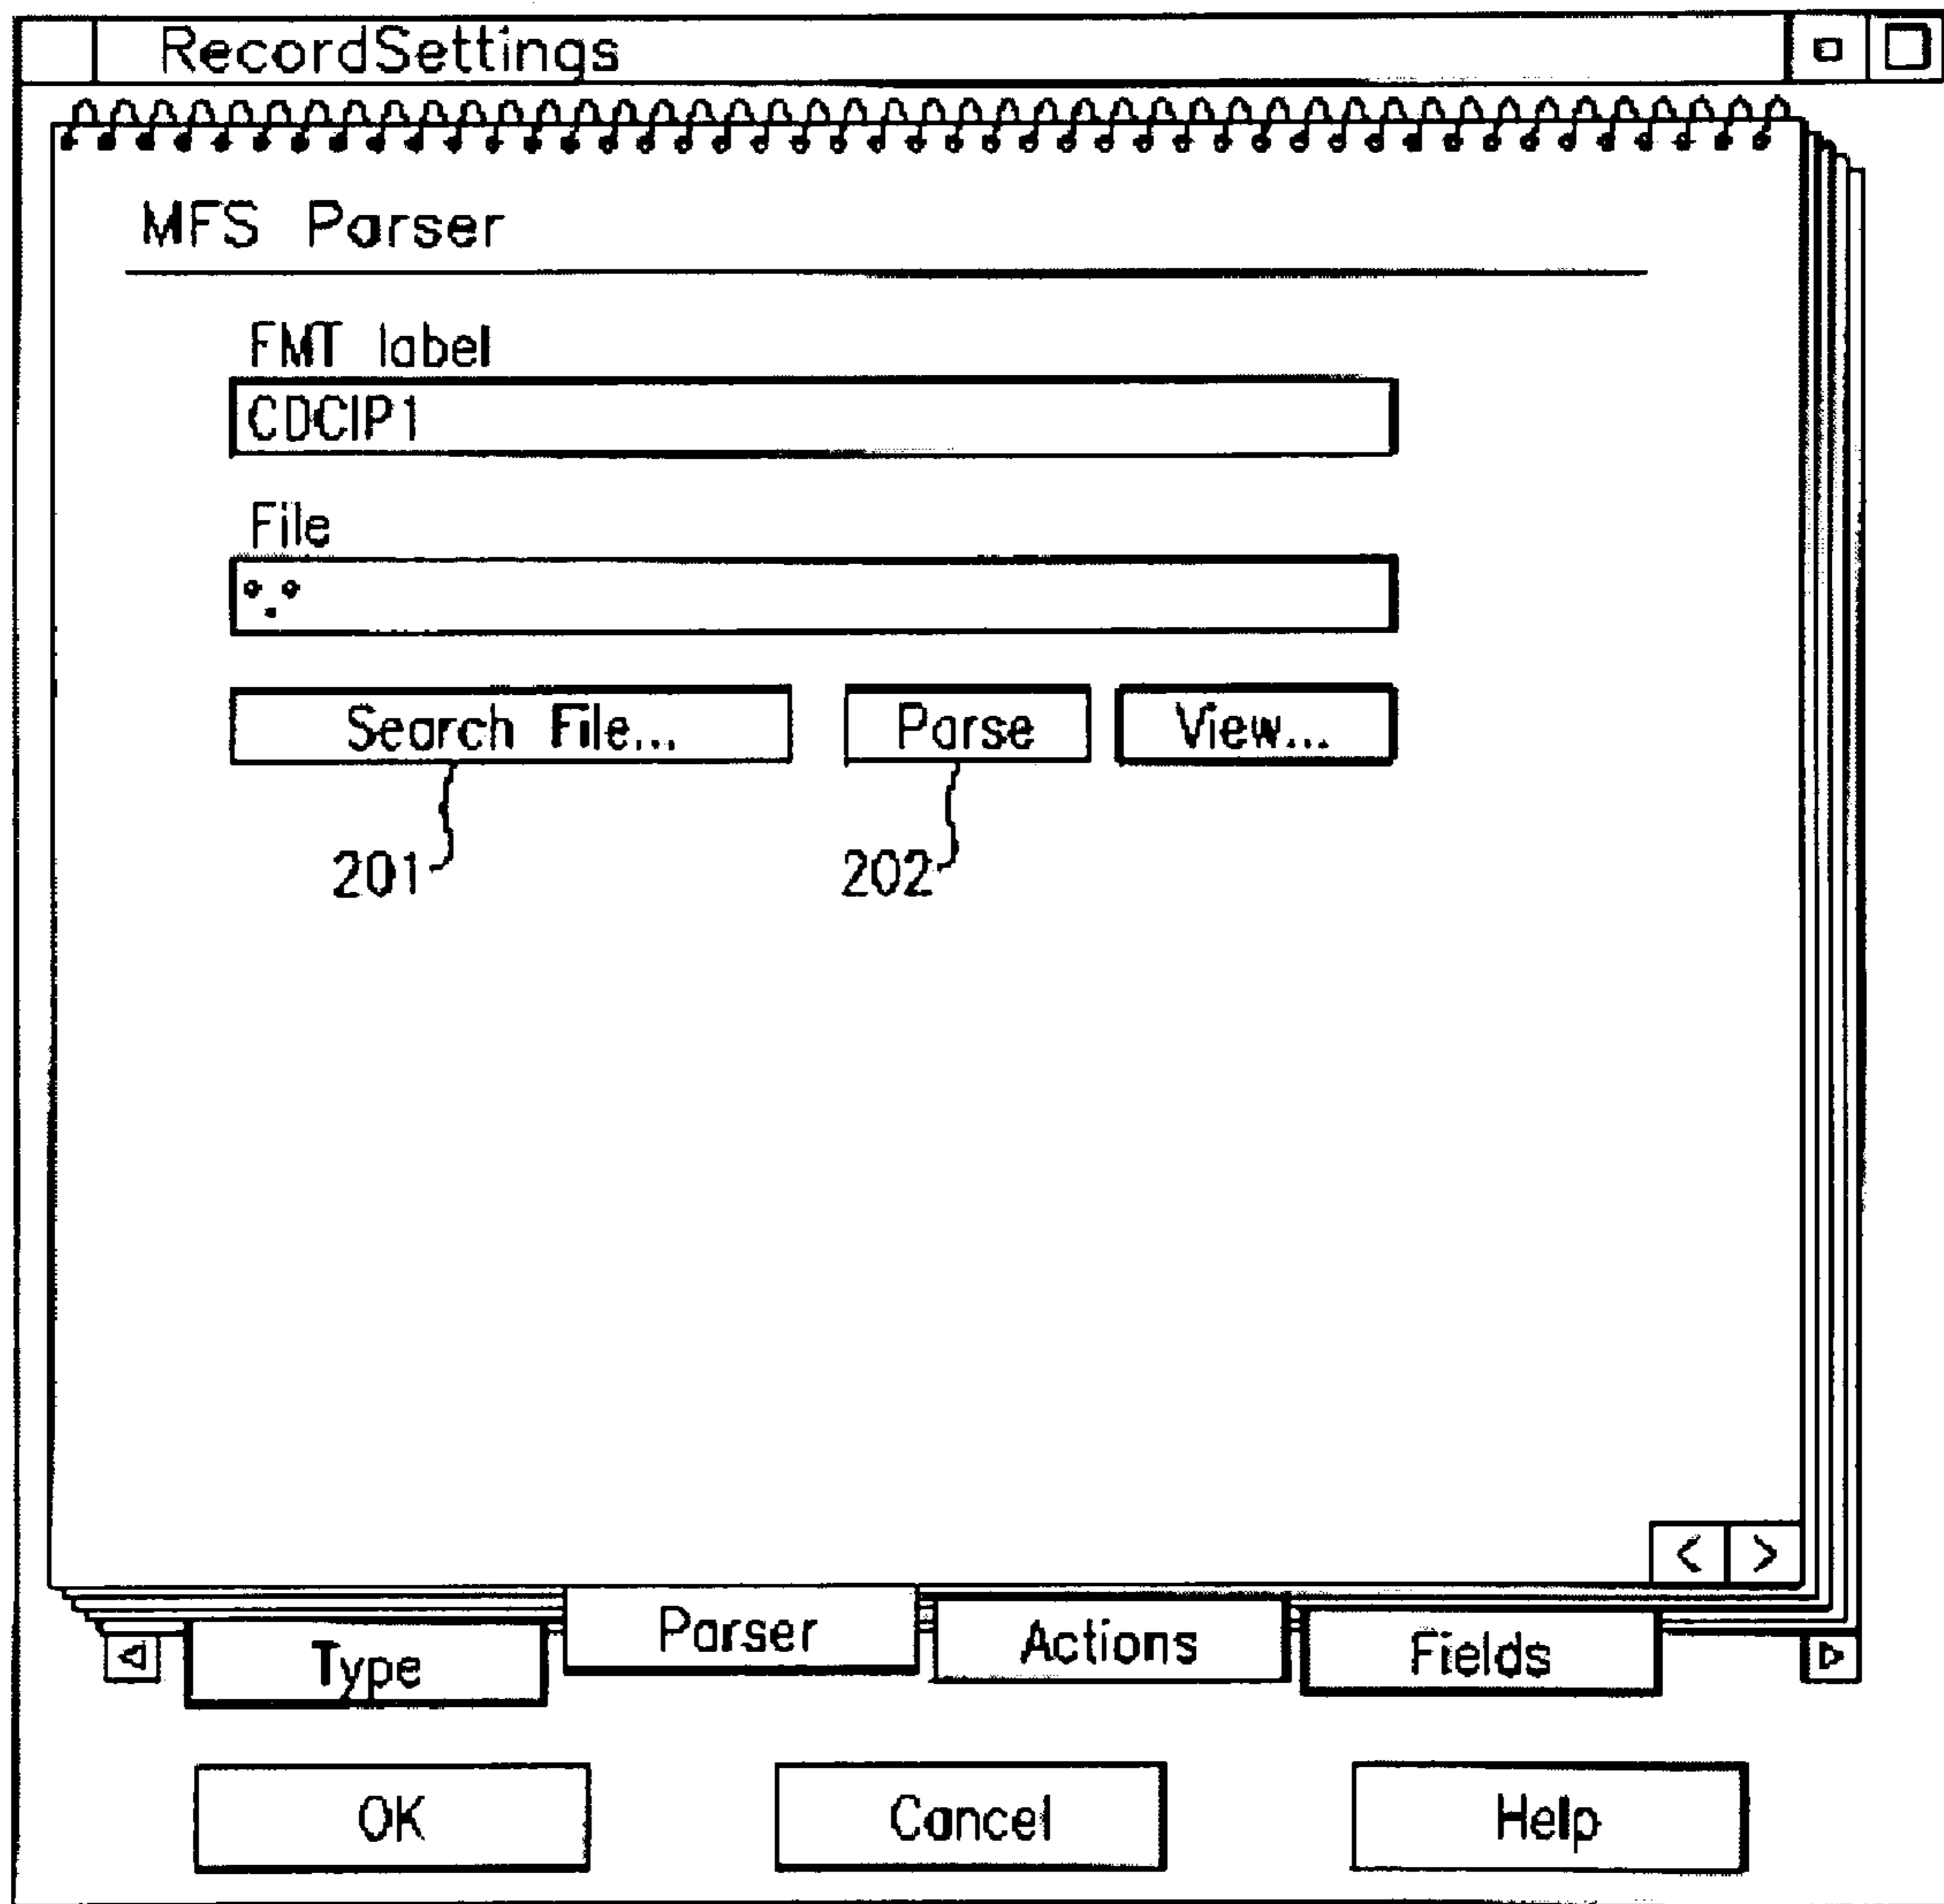 RecordSettings
MFS Parser
FMT label
CDCIP1
File
*.*
Search File... Parse View...
201 202
< >
Type Parser Actions Fields
OK Cancel Help